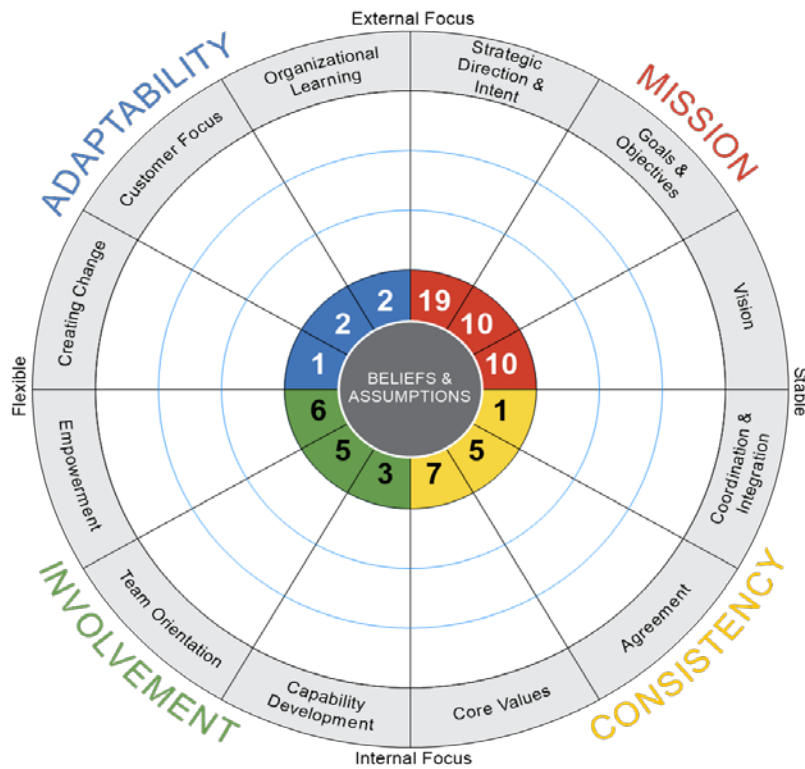 External Focus
ADAPTABILITY
MISSION
Organizational
Learning
Strategic
Direction &
Intent
Customer Focus
Goals &
Objectives
Creating Change
Vision
2
19
2
10
1
10
Flexible
BELIEFS &
ASSUMPTIONS
Stable
6
1
5
5
3
7
Empowerment
Coordination &
Integration
Team Orientation
Agreement
Capability
Development
Core Values
INVOLVEMENT
CONSISTENCY
Internal Focus